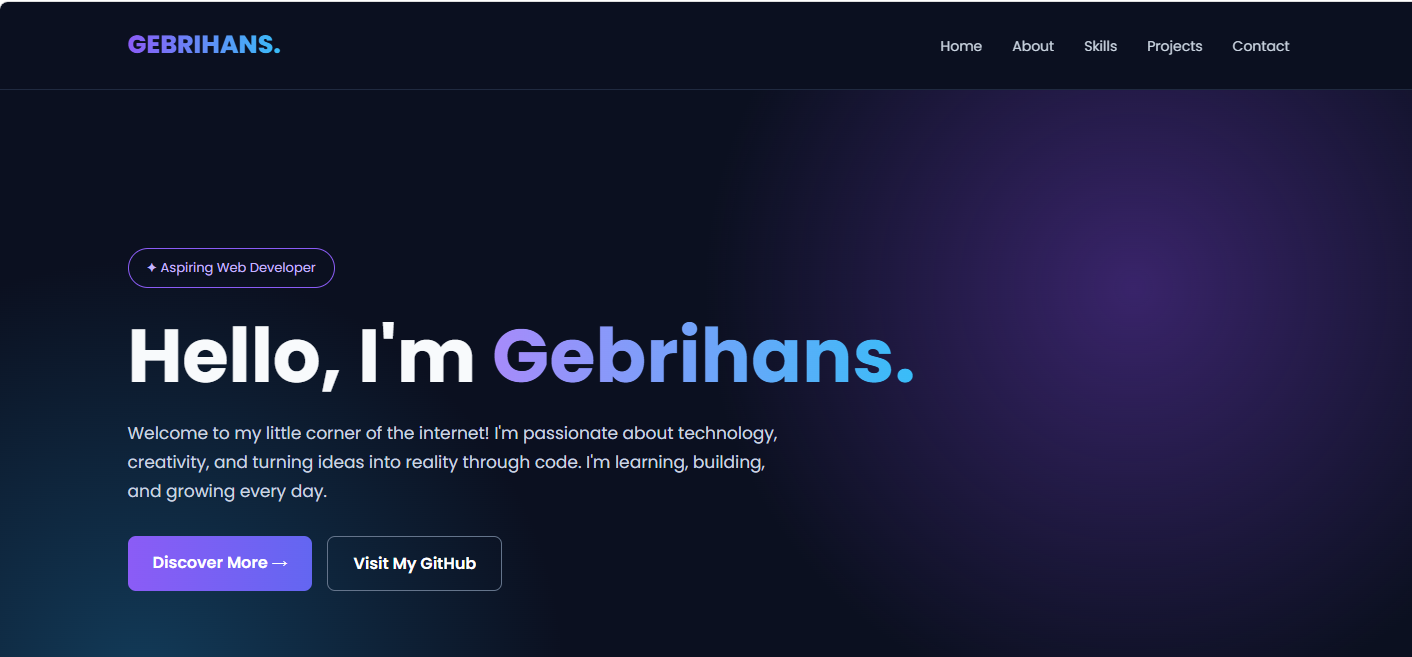 GEBRIHANS.
Home About Skills Projects Contact
✦ Aspiring Web Developer
Hello, I'm Gebrihans.
Welcome to my little corner of the internet! I'm passionate about technology,
creativity, and turning ideas into reality through code. I'm learning, building,
and growing every day.
Discover More →
Visit My GitHub